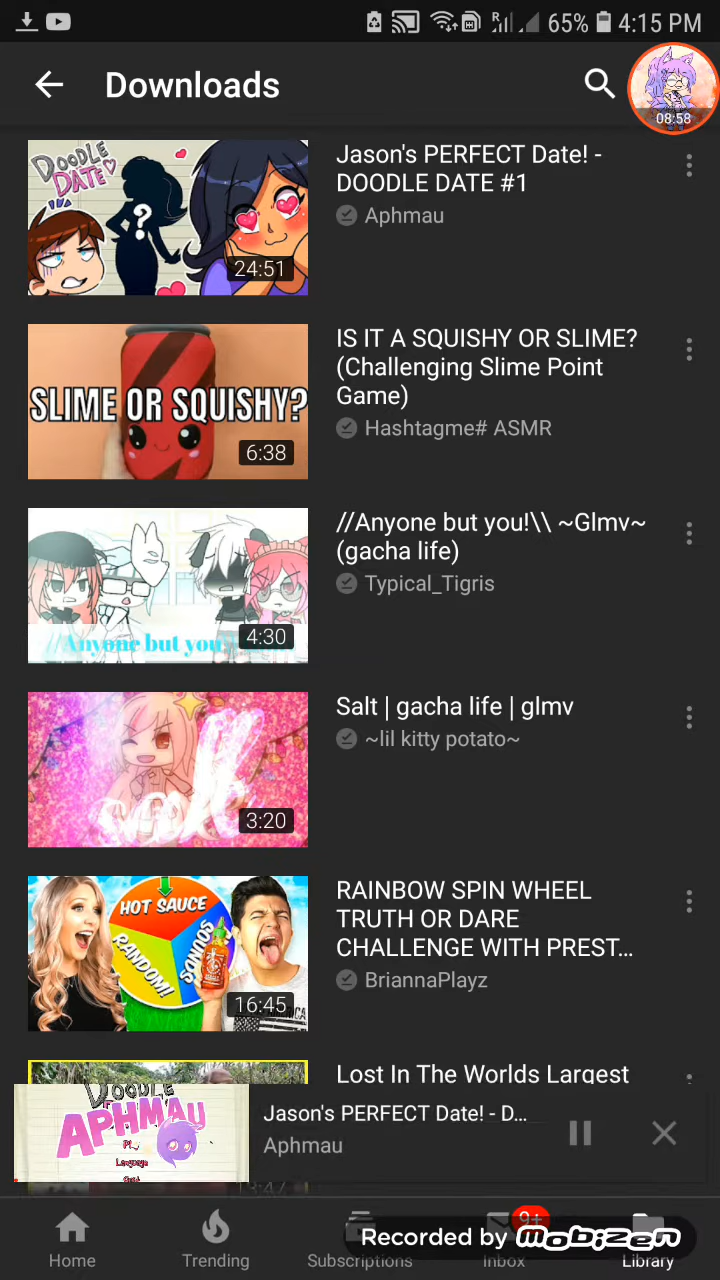 65% 4:15 PM
Downloads
08:58
DOODLE
DATE
?
24:51
Jason's PERFECT Date! -
DOODLE DATE #1
Aphmau
SLIME OR SQUISHY?
6:38
IS IT A SQUISHY OR SLIME?
(Challenging Slime Point
Game)
Hashtagme# ASMR
//Anyone but you
4:30
//Anyone but you!\\ ~Glmv~
(gacha life)
Typical_Tigris
3:20
Salt | gacha life | glmv
~lil kitty potato~
HOT SAUCE
RANDOM!
16:45
RAINBOW SPIN WHEEL
TRUTH OR DARE
CHALLENGE WITH PREST...
BriannaPlayz
Lost In The Worlds Largest
DOODLE
APHMAU
Language
Jason's PERFECT Date! - D...
Aphmau
13:47
Home
Trending
Subscriptions
9+
Inbox
Library
Recorded by mobizen